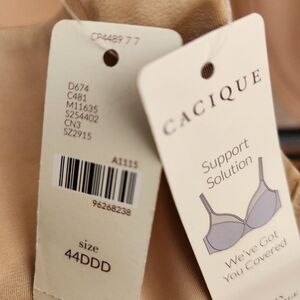 CP4489 7 7
D674
C481
M11635
S254402
CN3
SZ2915
A1115
96268238
size
44DDD
CACIQUE
Support
Solution
We've Got
You Covered